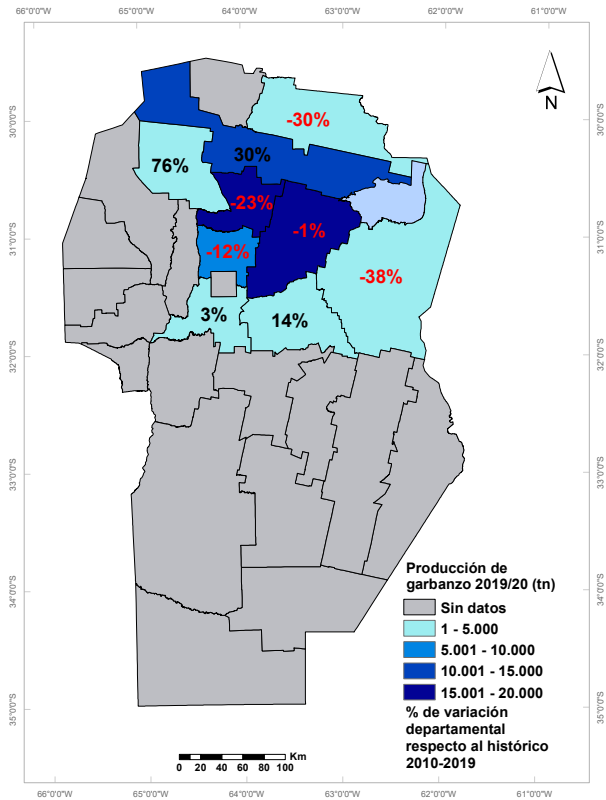 66°0'0"O 65°0'0"O 64°0'0"O 63°0'0"O 62°0'0"O 61°0'0"O
N
30°0'0"S 30°0'0"S
31°0'0"S 31°0'0"S
32°0'0"S 32°0'0"S
33°0'0"S 33°0'0"S
34°0'0"S 34°0'0"S
35°0'0"S 35°0'0"S
-30%
76%
30%
-23%
-1%
-12%
-38%
3%
14%
Producción de
garbanzo 2019/20 (tn)
Sin datos
1 - 5.000
5.001 - 10.000
10.001 - 15.000
15.001 - 20.000
% de variación
departamental
respecto al histórico
2010-2019
Km
0 20 40 60 80 100
66°0'0"O 65°0'0"O 64°0'0"O 63°0'0"O 62°0'0"O 61°0'0"O